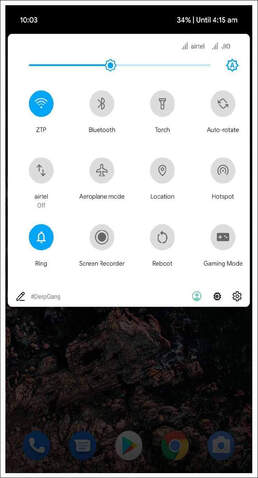 10:03 34% | Until 4:15 am
airtel JIO
ZTP Bluetooth Torch Auto-rotate
airtel Aeroplane mode Location Hotspot
Off
Ring Screen Recorder Reboot Gaming Mode
#DerpGang